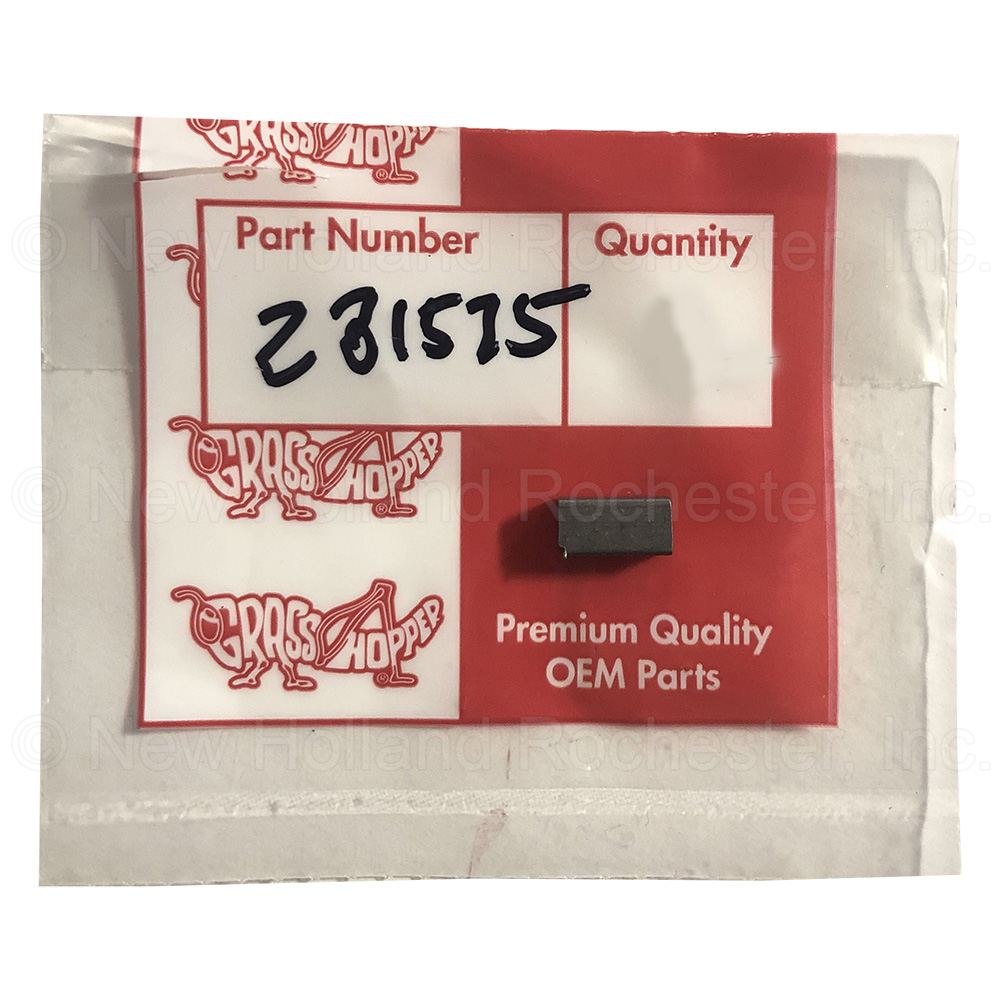 GRASSHOPPER
Part Number
Quantity
© New Holland Rochester, Inc.
231575
GRASSHOPPER
© New Holland Rochester, Inc.
GRASSHOPPER
Premium Quality
OEM Parts
© New Holland Rochester, Inc.